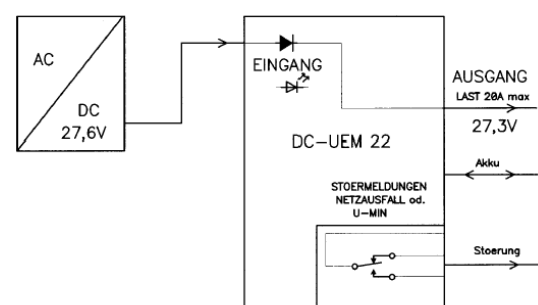 AC
DC
27,6V
EINGANG
DC-UEM 22
AUSGANG
LAST 20A max
27,3V
Akku
STOERMELDUNGEN
NETZAUSFALL od.
U-MIN
Stoerung